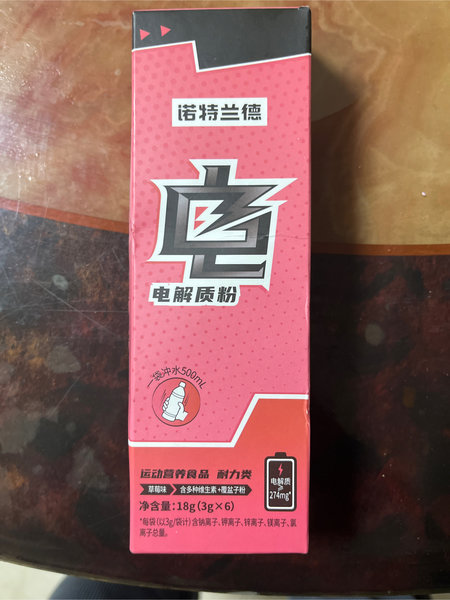 诺特兰德
电
电解质粉
一袋冲水500mL
运动营养食品 耐力类
草莓味 含多种维生素+覆盆子粉
净含量:18g(3g×6)
电解质
274mg*
*每袋(以3g/袋计)含钠离子、钾离子、锌离子、镁离子、氯
离子总量。